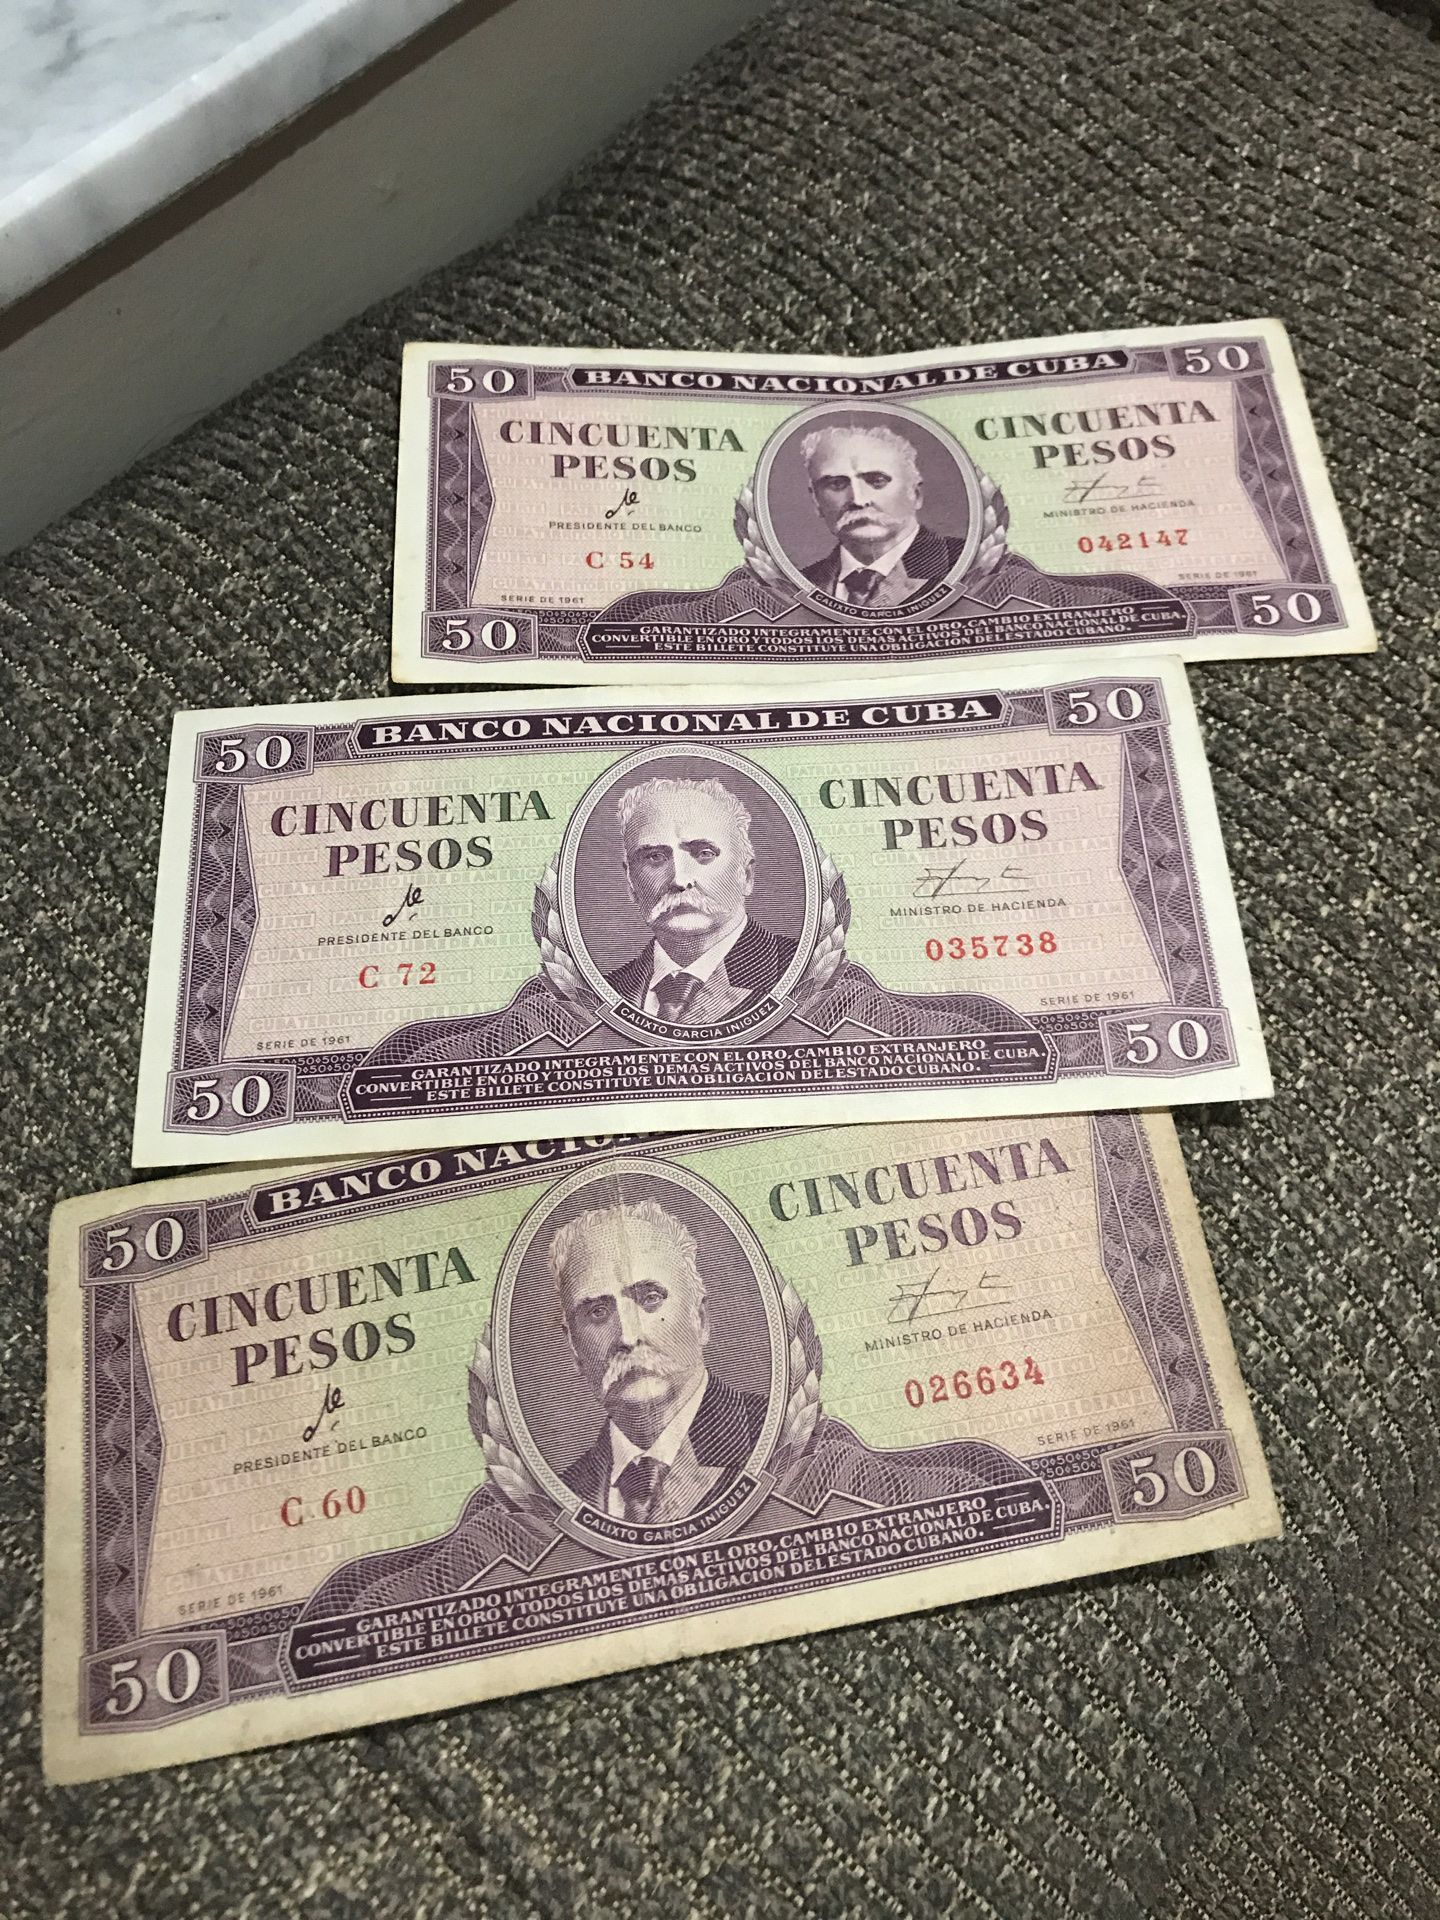 50 BANCO NACIONAL DE CUBA 50
CINCUENTA CINCUENTA
PESOS PESOS
PRESIDENTE DEL BANCO MINISTRO DE HACIENDA
C 54 042147
SERIE DE 1961 SERIE DE 1961
CALIXTO GARCIA INIGUEZ
GARANTIZADO INTEGRAMENTE CON EL ORO, CAMBIO EXTRANJERO
CONVERTIBLE EN ORO Y TODOS LOS DEMAS ACTIVOS DEL BANCO NACIONAL DE CUBA.
ESTE BILLETE CONSTITUYE UNA OBLIGACION DEL ESTADO CUBANO.
50 50
50 BANCO NACIONAL DE CUBA 50
CINCUENTA CINCUENTA
PESOS PESOS
PRESIDENTE DEL BANCO MINISTRO DE HACIENDA
C 72 035738
SERIE DE 1961 SERIE DE 1961
CALIXTO GARCIA INIGUEZ
GARANTIZADO INTEGRAMENTE CON EL ORO, CAMBIO EXTRANJERO
CONVERTIBLE EN ORO Y TODOS LOS DEMAS ACTIVOS DEL BANCO NACIONAL DE CUBA.
ESTE BILLETE CONSTITUYE UNA OBLIGACION DEL ESTADO CUBANO.
50 50
50 BANCO NACION
CINCUENTA CINCUENTA
PESOS PESOS
PRESIDENTE DEL BANCO MINISTRO DE HACIENDA
C 60 026634
SERIE DE 1961 SERIE DE 1961
CALIXTO GARCIA INIGUEZ
GARANTIZADO INTEGRAMENTE CON EL ORO, CAMBIO EXTRANJERO
CONVERTIBLE EN ORO Y TODOS LOS DEMAS ACTIVOS DEL BANCO NACIONAL DE CUBA.
ESTE BILLETE CONSTITUYE UNA OBLIGACION DEL ESTADO CUBANO.
50 50